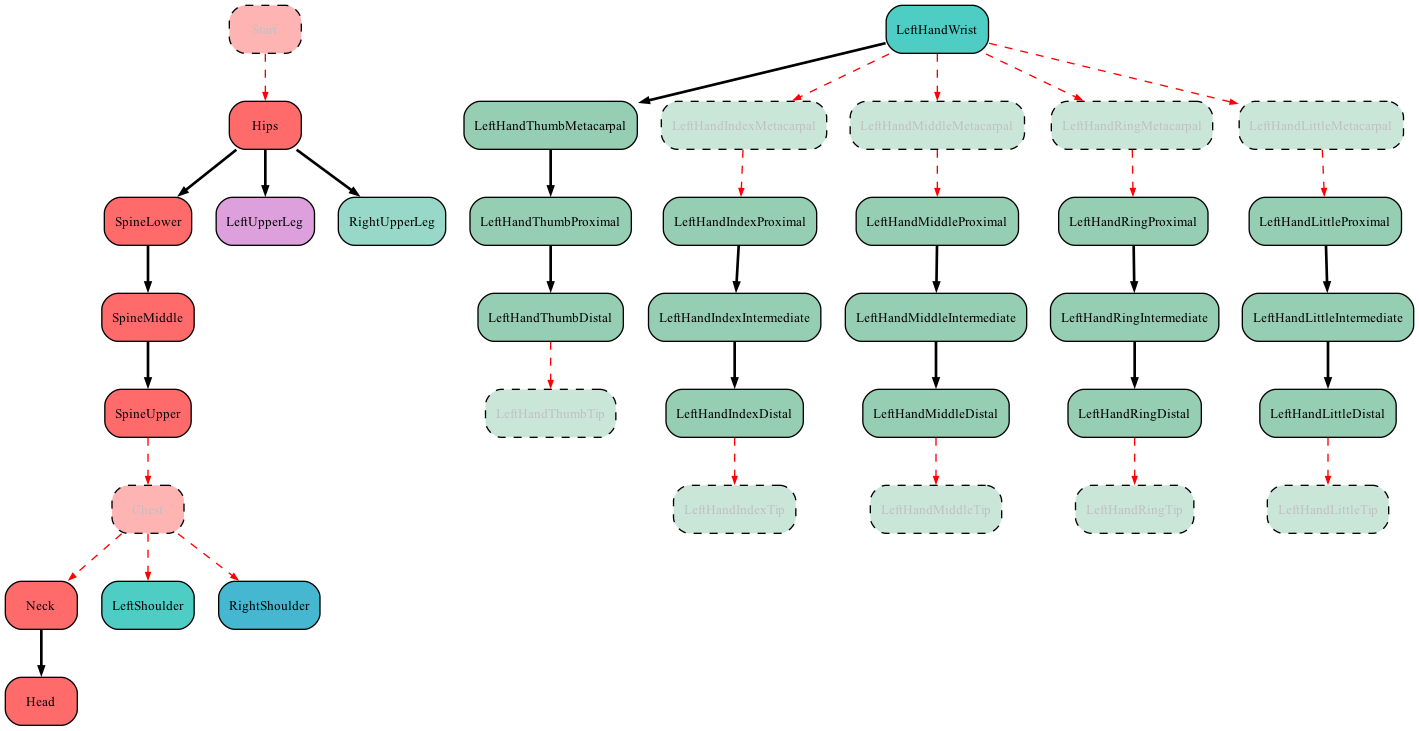 Start
LeftHandWrist
Hips
LeftHandThumbMetacarpal
LeftHandIndexMetacarpal
LeftHandMiddleMetacarpal
LeftHandRingMetacarpal
LeftHandLittleMetacarpal
SpineLower
LeftUpperLeg
RightUpperLeg
LeftHandThumbProximal
LeftHandIndexProximal
LeftHandMiddleProximal
LeftHandRingProximal
LeftHandLittleProximal
SpineMiddle
LeftHandThumbDistal
LeftHandIndexIntermediate
LeftHandMiddleIntermediate
LeftHandRingIntermediate
LeftHandLittleIntermediate
SpineUpper
LeftHandThumbTip
LeftHandIndexDistal
LeftHandMiddleDistal
LeftHandRingDistal
LeftHandLittleDistal
Chest
LeftHandIndexTip
LeftHandMiddleTip
LeftHandRingTip
LeftHandLittleTip
Neck
LeftShoulder
RightShoulder
Head